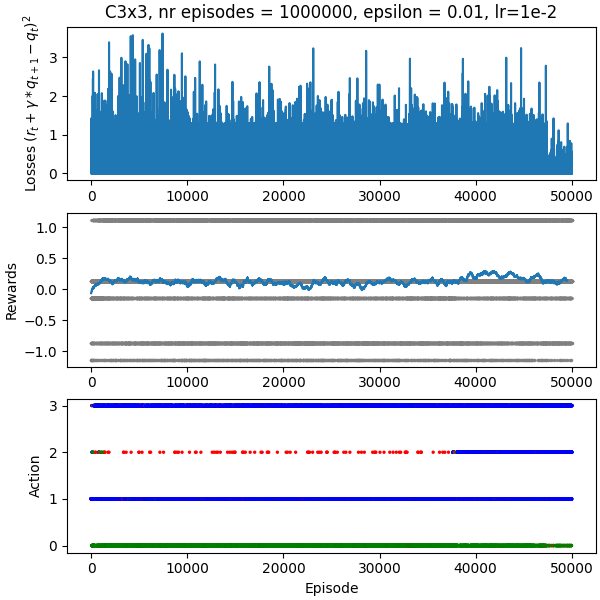 C3x3, nr episodes = 1000000, epsilon = 0.01, lr=1e-2
Losses (r_t + γ * q_{t+1} − q_t)^2
3
2
1
0
0 10000 20000 30000 40000 50000
Rewards
1.0
0.5
0.0
−0.5
−1.0
0 10000 20000 30000 40000 50000
Action
3
2
1
0
0 10000 20000 30000 40000 50000
Episode